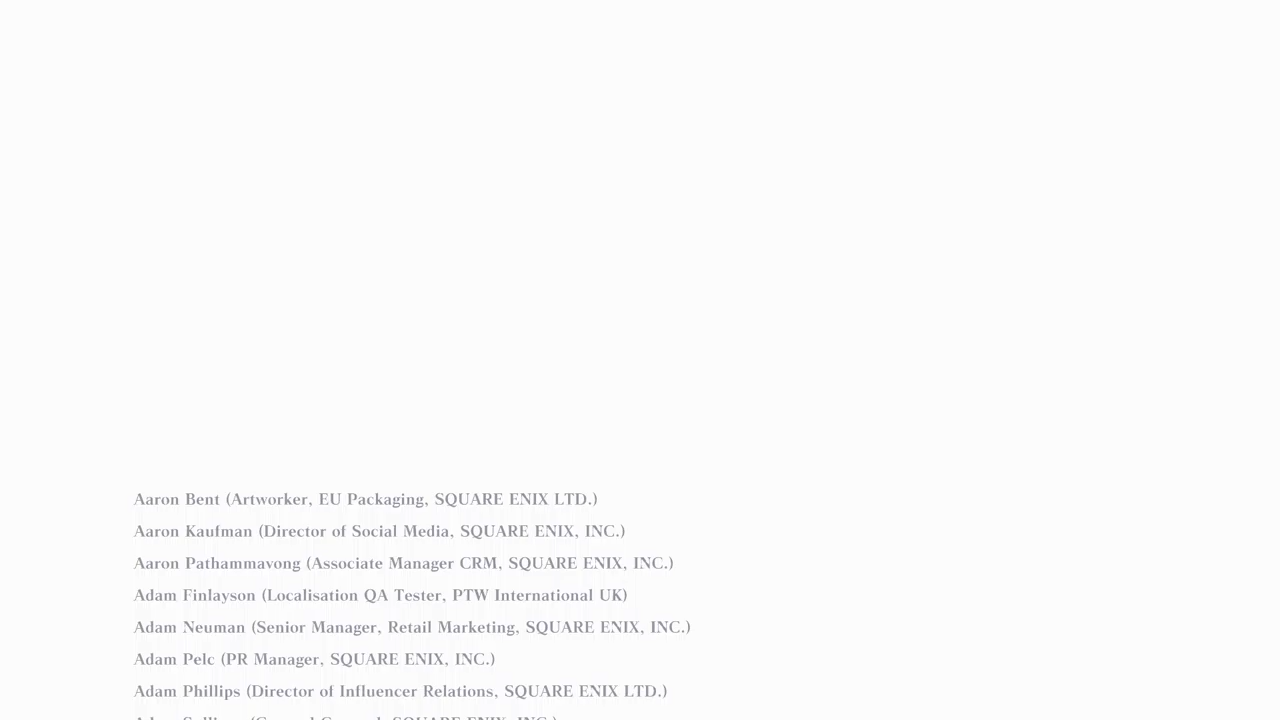 Aaron Bent (Artworker, EU Packaging, SQUARE ENIX LTD.)
Aaron Kaufman (Director of Social Media, SQUARE ENIX, INC.)
Aaron Pathammavong (Associate Manager CRM, SQUARE ENIX, INC.)
Adam Finlayson (Localisation QA Tester, PTW International UK)
Adam Neuman (Senior Manager, Retail Marketing, SQUARE ENIX, INC.)
Adam Pelc (PR Manager, SQUARE ENIX, INC.)
Adam Phillips (Director of Influencer Relations, SQUARE ENIX LTD.)